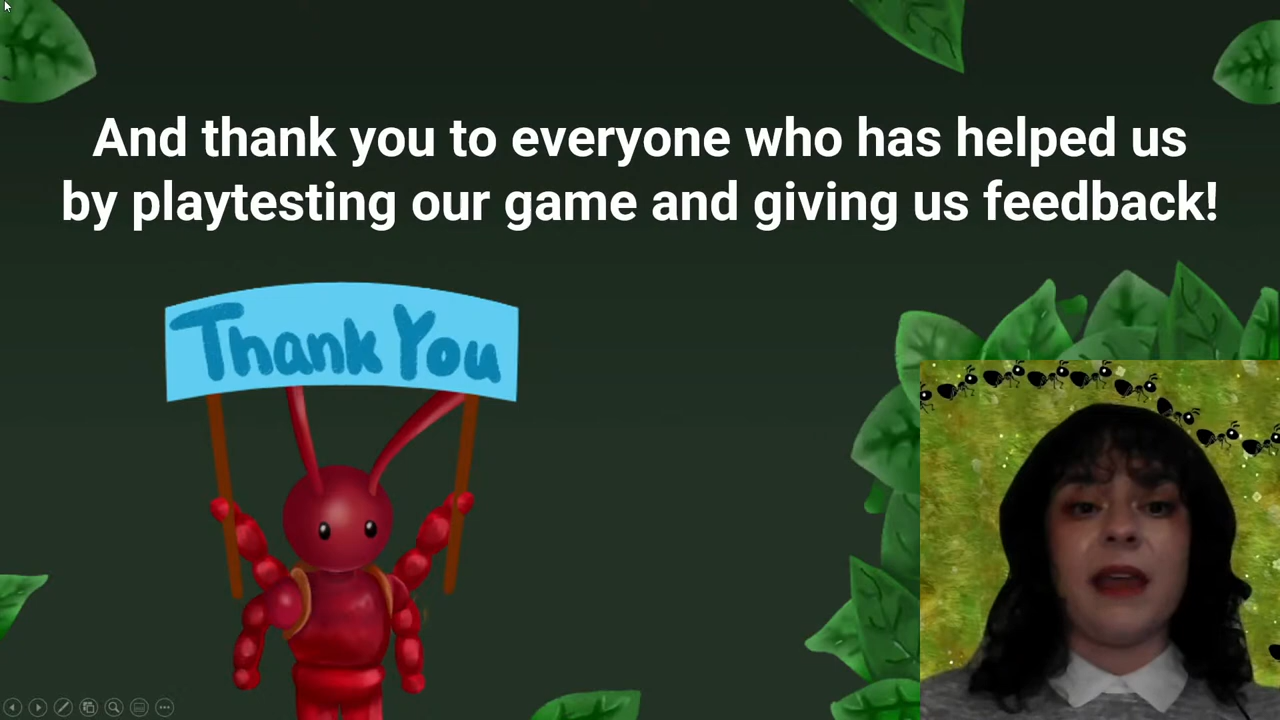 And thank you to everyone who has helped us
by playtesting our game and giving us feedback!
Thank You